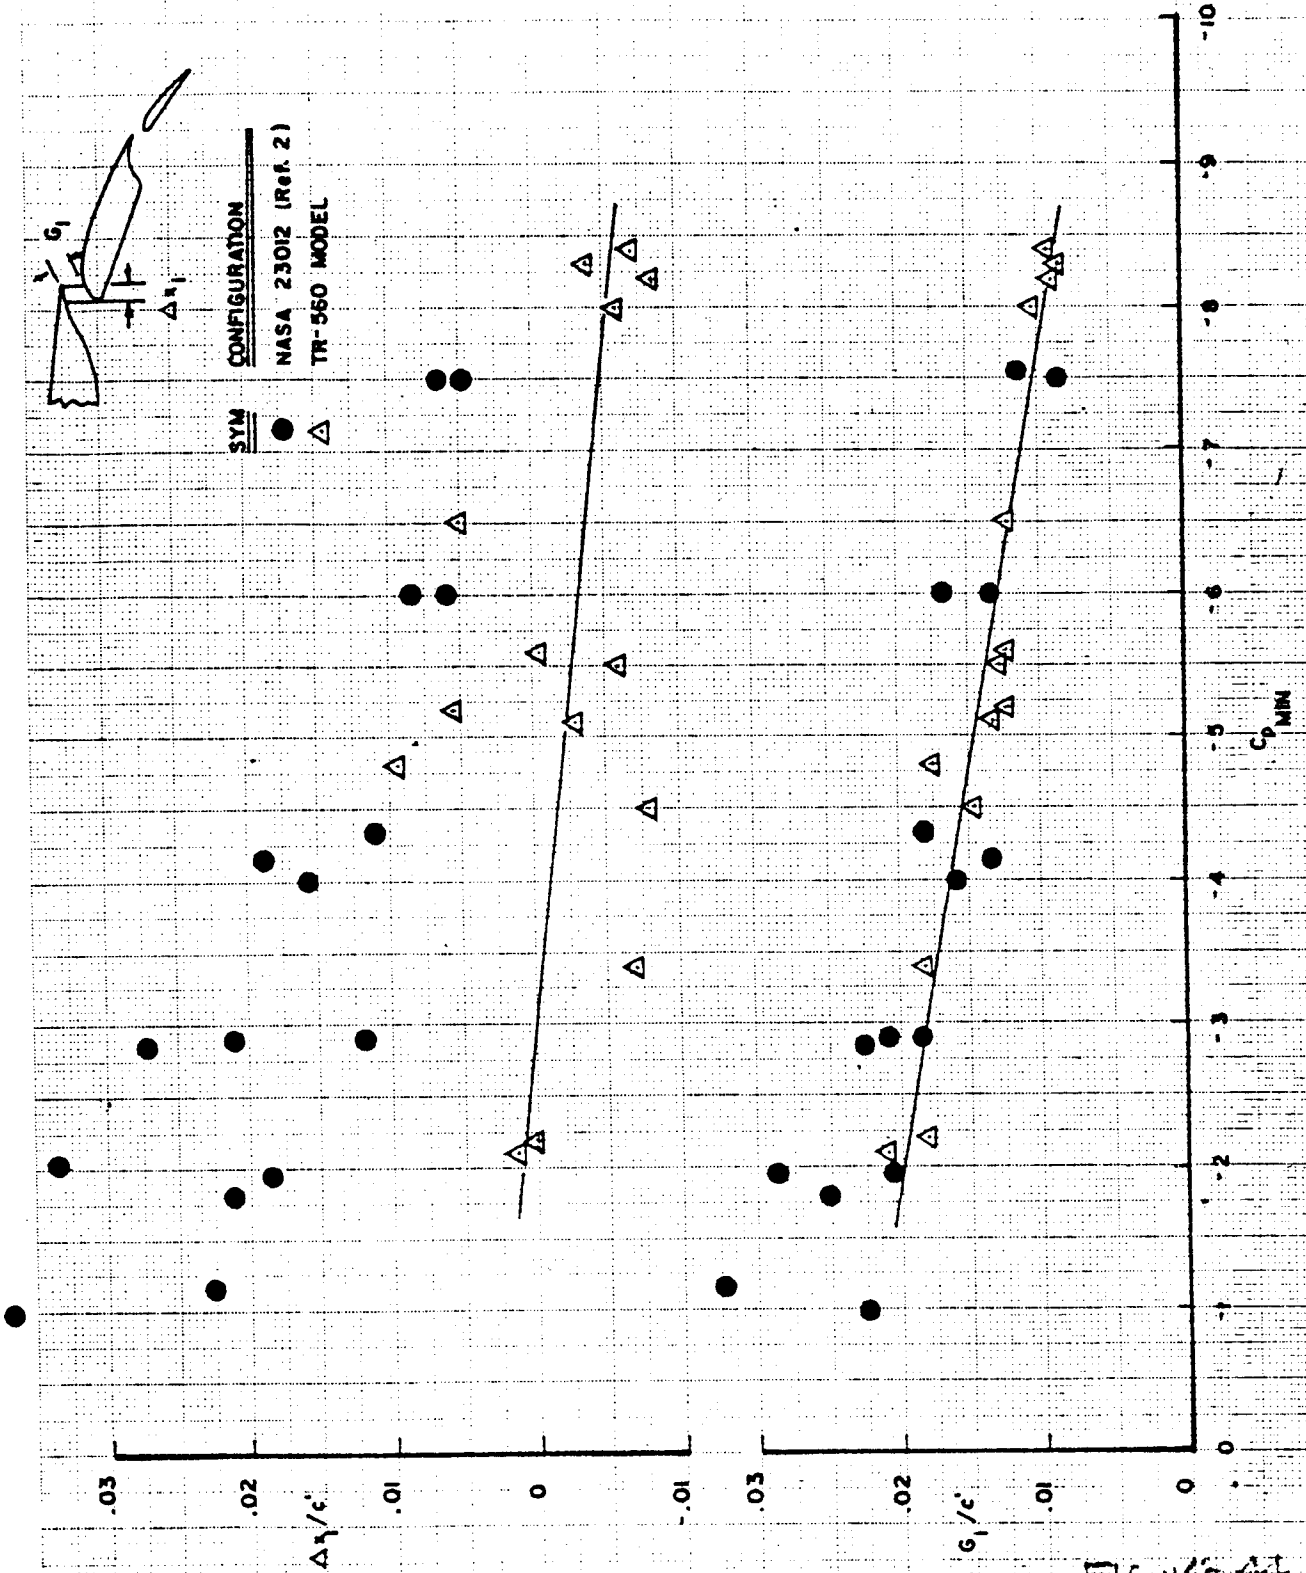 x
G₁
Δx₁
SYM CONFIGURATION
NASA 23012 (Ref. 2)
TR-560 MODEL
.03
.02
.01
0
-.01
Δx₁/c'
.03
.02
.01
0
G₁/c'
0
-1
-2
-3
-4
-5
-6
-7
-8
-9
-10
Cp MIN